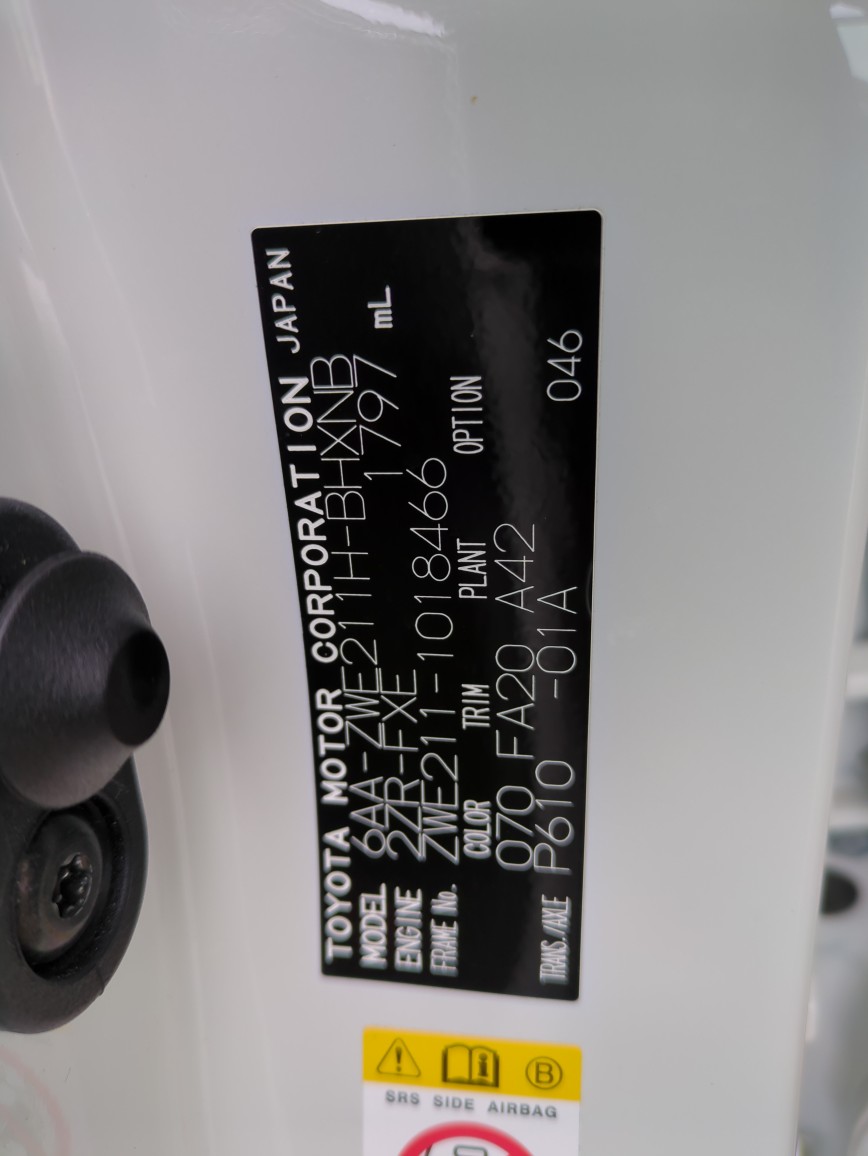 TOYOTA MOTOR CORPORATION JAPAN
MODEL 6AA-ZWE211H-BHXNB
ENGINE 2ZR-FXE 1797 mL
FRAME No. ZWE211-1018466
COLOR TRIM PLANT OPTION
070 FA20 A42
TRANS./AXLE P610 -01A 046
B
SRS SIDE AIRBAG